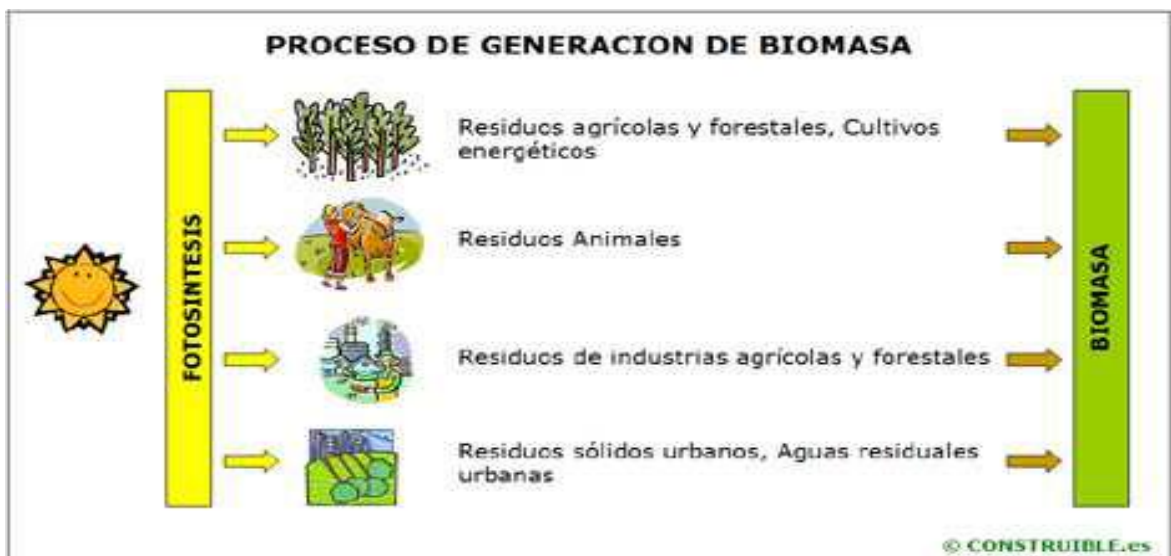 PROCESO DE GENERACION DE BIOMASA
FOTOSINTESIS
Residuos agrícolas y forestales, Cultivos
energéticos
Residuos Animales
Residuos de industrias agrícolas y forestales
Residuos sólidos urbanos, Aguas residuales
urbanas
BIOMASA
© CONSTRUIBLE.es